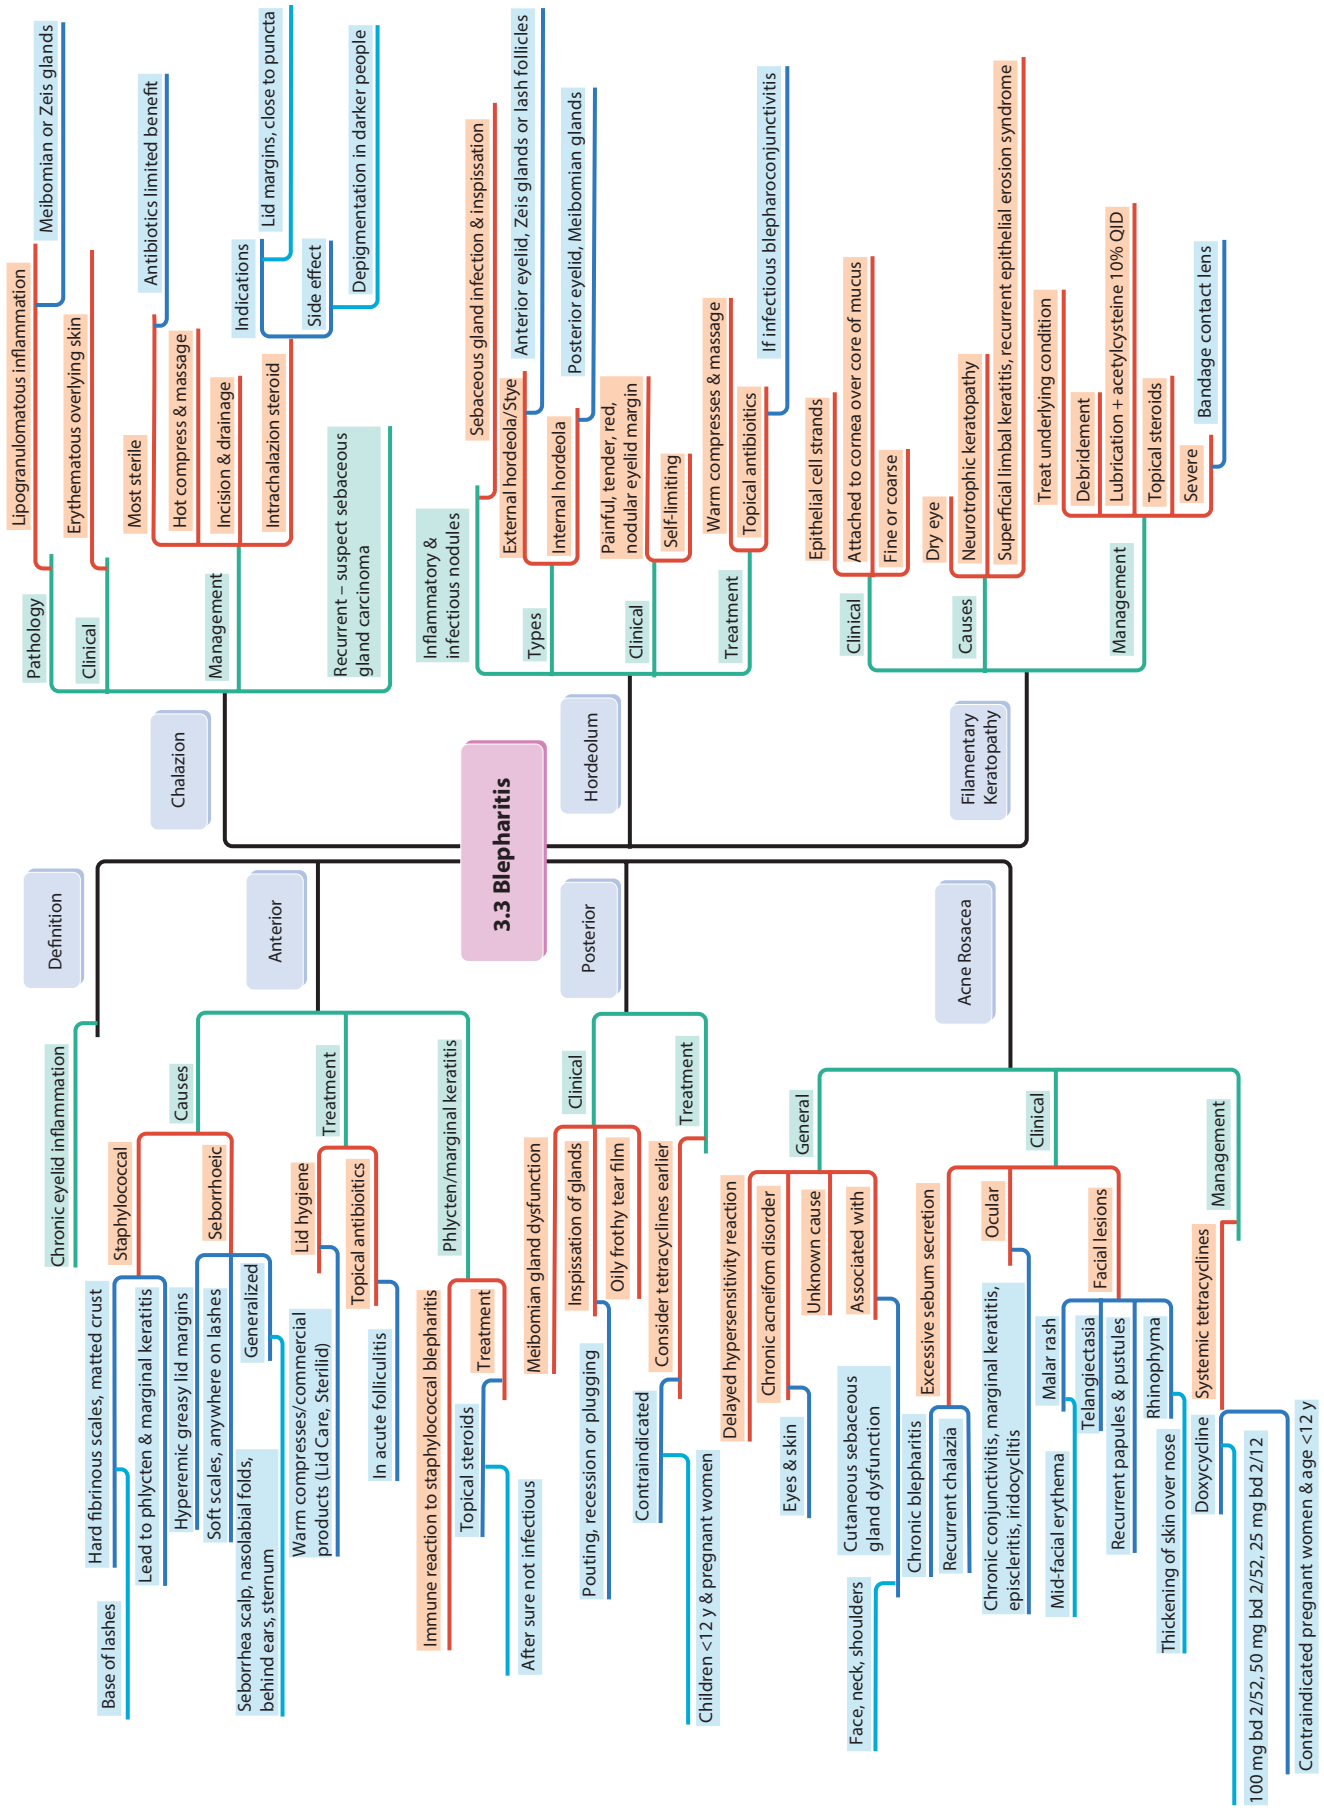 3.3 Blepharitis
Definition
Chronic eyelid inflammation
Anterior
Causes
Staphylococcal
Hard fibrinous scales, matted crust
Base of lashes
Lead to phlycten & marginal keratitis
Seborrhoeic
Hyperemic greasy lid margins
Soft scales, anywhere on lashes
Generalized
Seborrhea scalp, nasolabial folds,
behind ears, sternum
Treatment
Lid hygiene
Warm compresses/commercial
products (Lid Care, Sterilid)
Topical antibiotics
In acute folliculitis
Phlycten/marginal keratitis
Immune reaction to staphylococcal blepharitis
Treatment
Topical steroids
After sure not infectious
Posterior
Clinical
Meibomian gland dysfunction
Inspissation of glands
Pouting, recession or plugging
Oily frothy tear film
Treatment
Consider tetracyclines earlier
Contraindicated
Children <12 y & pregnant women
Acne Rosacea
General
Delayed hypersensitivity reaction
Chronic acneifom disorder
Eyes & skin
Unknown cause
Associated with
Cutaneous sebaceous
gland dysfunction
Face, neck, shoulders
Clinical
Excessive sebum secretion
Chronic blepharitis
Recurrent chalazia
Ocular
Chronic conjunctivitis, marginal keratitis,
episcleritis, iridocyclitis
Facial lesions
Malar rash
Mid-facial erythema
Telangiectasia
Recurrent papules & pustules
Rhinophyma
Thickening of skin over nose
Management
Systemic tetracyclines
Doxycycline
100 mg bd 2/52, 50 mg bd 2/52, 25 mg bd 2/12
Contraindicated pregnant women & age <12 y
Chalazion
Pathology
Lipogranulomatous inflammation
Meibomian or Zeis glands
Clinical
Erythematous overlying skin
Management
Most sterile
Antibiotics limited benefit
Hot compress & massage
Incision & drainage
Intrachalazion steroid
Indications
Lid margins, close to puncta
Side effect
Depigmentation in darker people
Recurrent – suspect sebaceous
gland carcinoma
Hordeolum
Inflammatory &
infectious nodules
Sebaceous gland infection & inspissation
Types
External hordeola/Stye
Anterior eyelid, Zeis glands or lash follicles
Internal hordeola
Posterior eyelid, Meibomian glands
Clinical
Painful, tender, red,
nodular eyelid margin
Self-limiting
Treatment
Warm compresses & massage
Topical antibioitics
If infectious blepharoconjunctivitis
Filamentary
Keratopathy
Clinical
Epithelial cell strands
Attached to cornea over core of mucus
Fine or coarse
Causes
Dry eye
Neurotrophic keratopathy
Superficial limbal keratitis, recurrent epithelial erosion syndrome
Management
Treat underlying condition
Debridement
Lubrication + acetylcysteine 10% QID
Topical steroids
Severe
Bandage contact lens